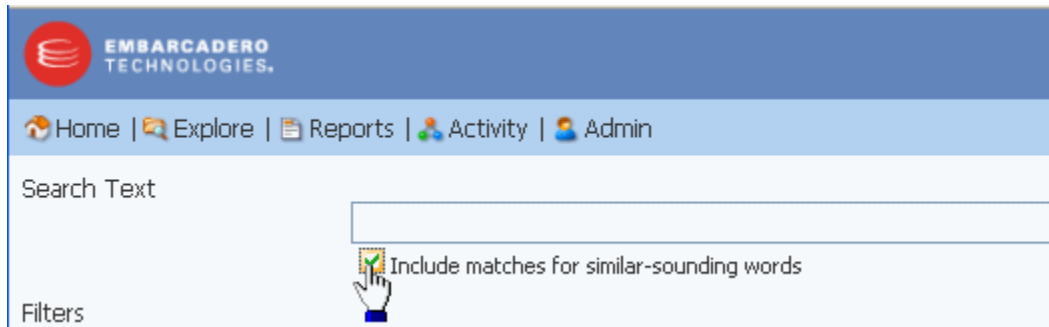 EMBARCADERO
TECHNOLOGIES.
Home | Explore | Reports | Activity | Admin
Search Text
Include matches for similar-sounding words
Filters